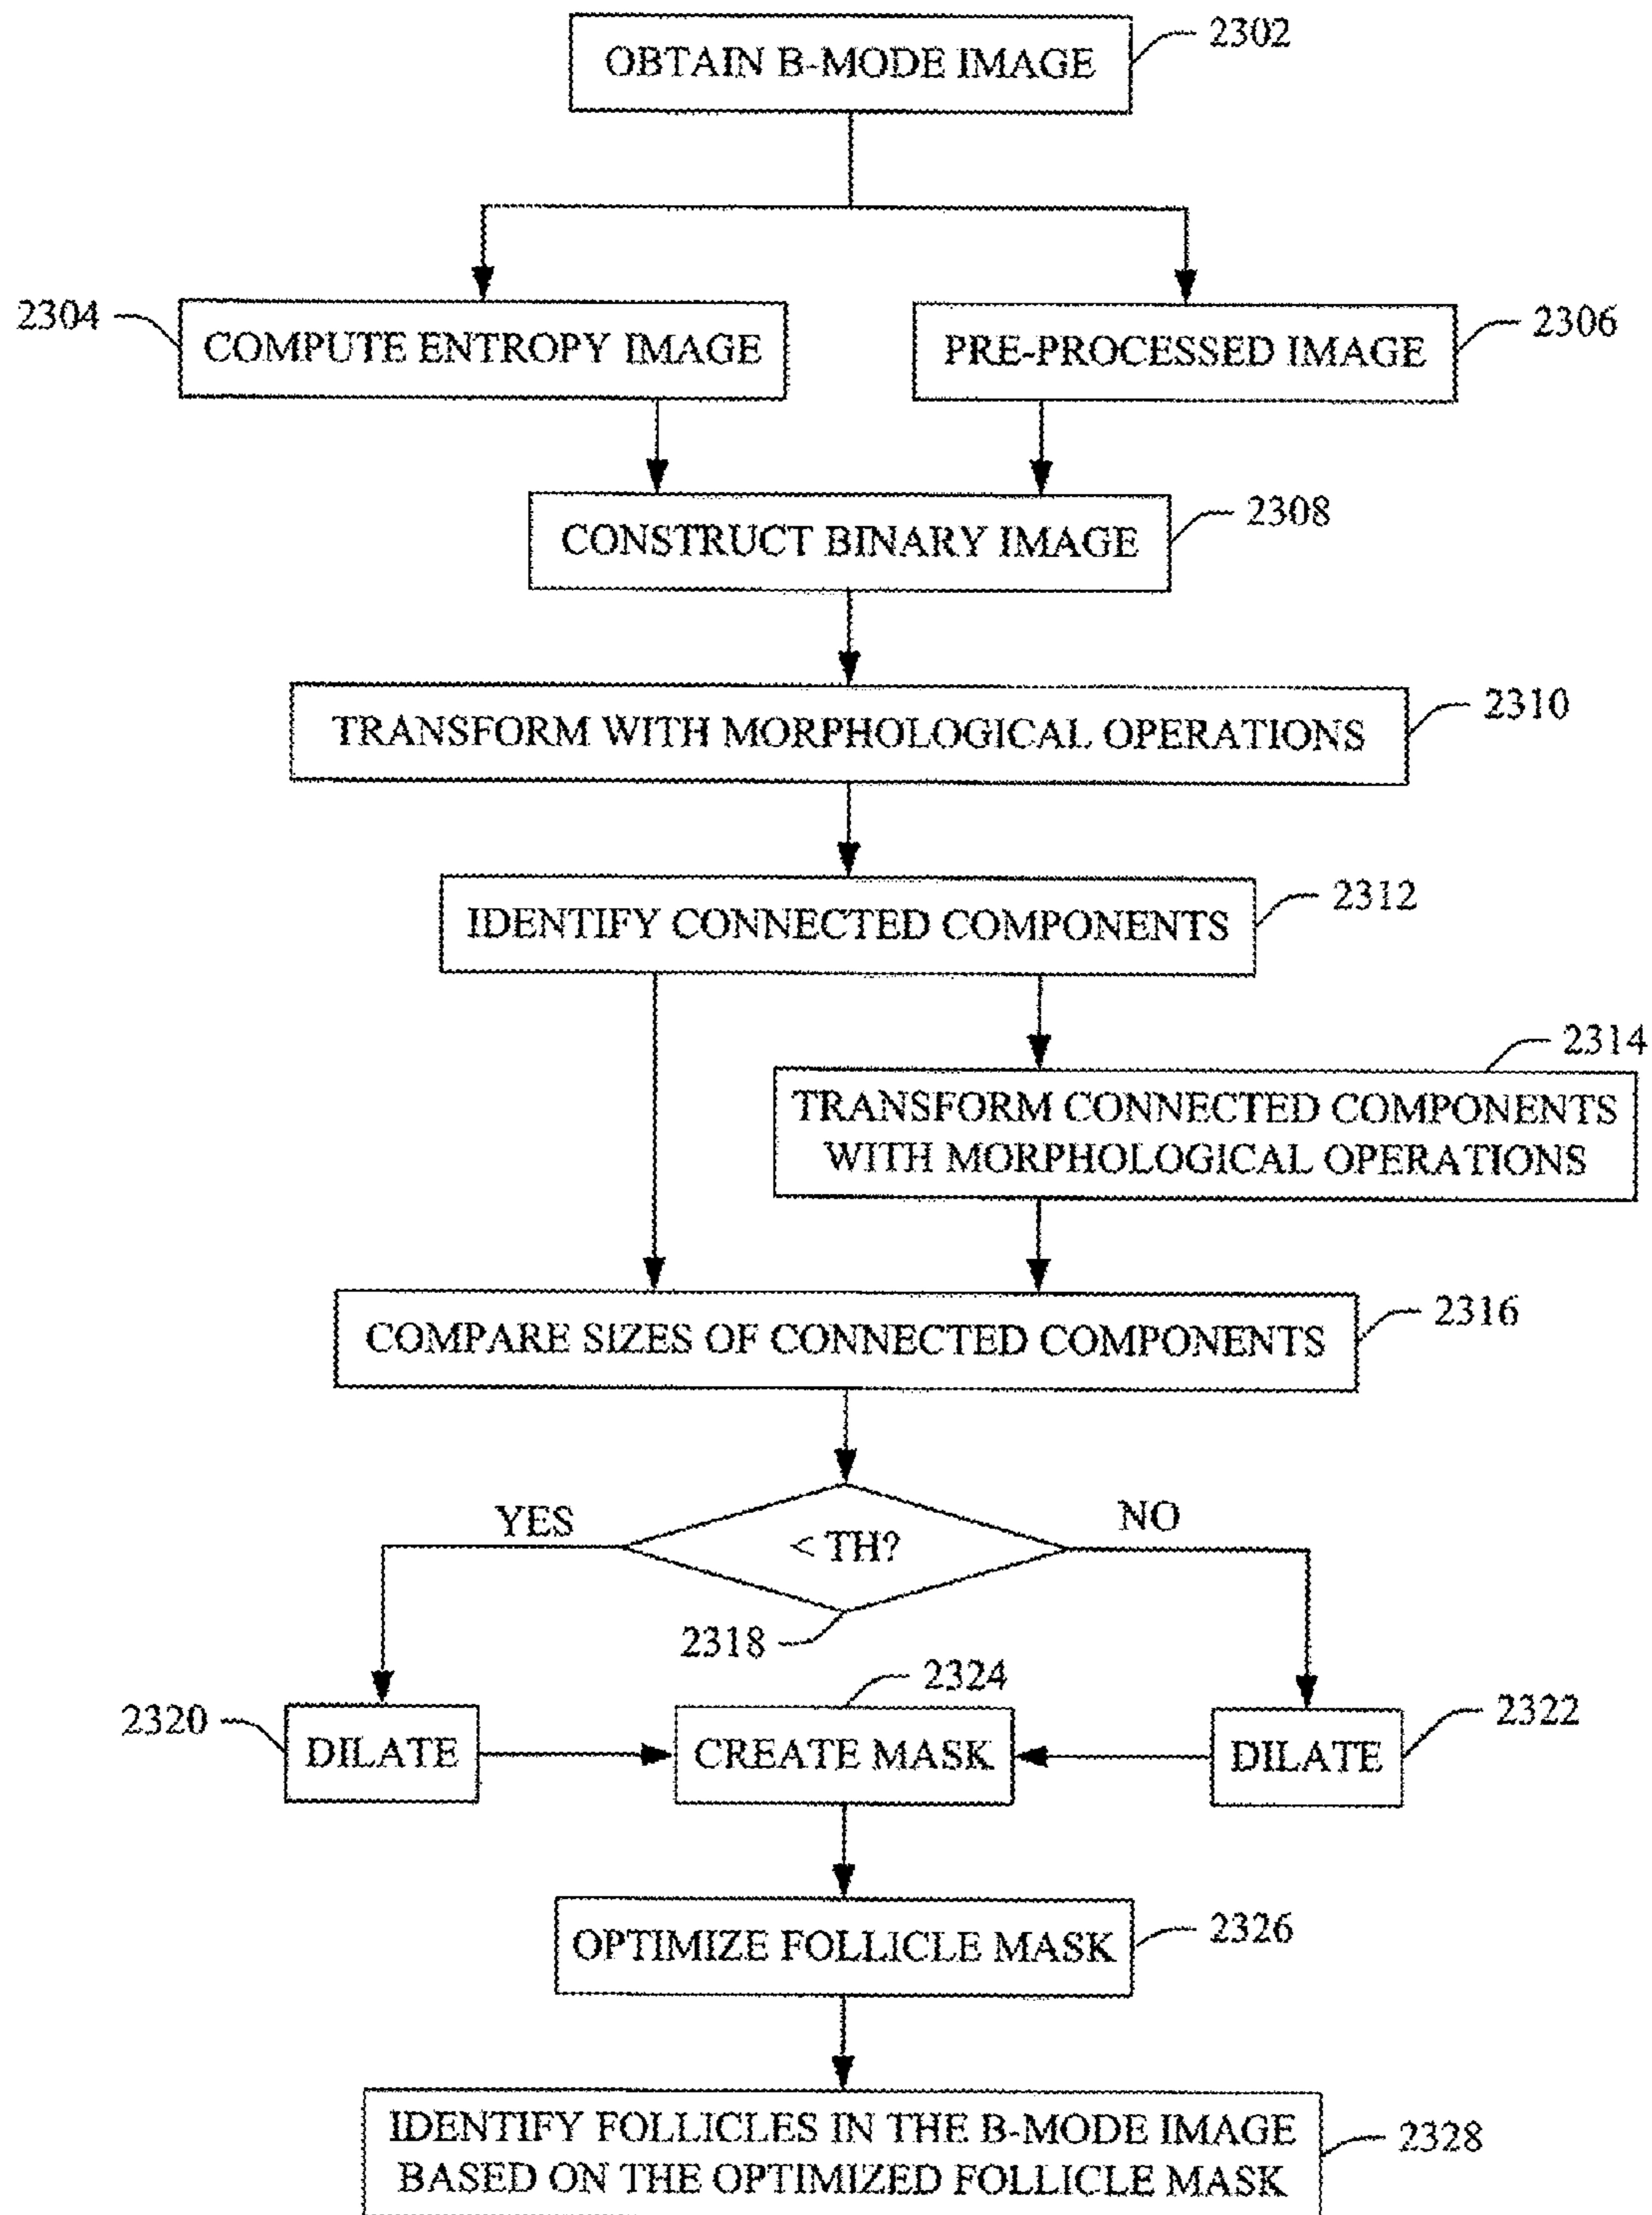 OBTAIN B-MODE IMAGE
2302
2304
COMPUTE ENTROPY IMAGE
PRE-PROCESSED IMAGE
2306
CONSTRUCT BINARY IMAGE
2308
TRANSFORM WITH MORPHOLOGICAL OPERATIONS
2310
IDENTIFY CONNECTED COMPONENTS
2312
2314
TRANSFORM CONNECTED COMPONENTS
WITH MORPHOLOGICAL OPERATIONS
COMPARE SIZES OF CONNECTED COMPONENTS
2316
YES
< TH?
NO
2318
2320
DILATE
2324
CREATE MASK
DILATE
2322
OPTIMIZE FOLLICLE MASK
2326
IDENTIFY FOLLICLES IN THE B-MODE IMAGE
BASED ON THE OPTIMIZED FOLLICLE MASK
2328